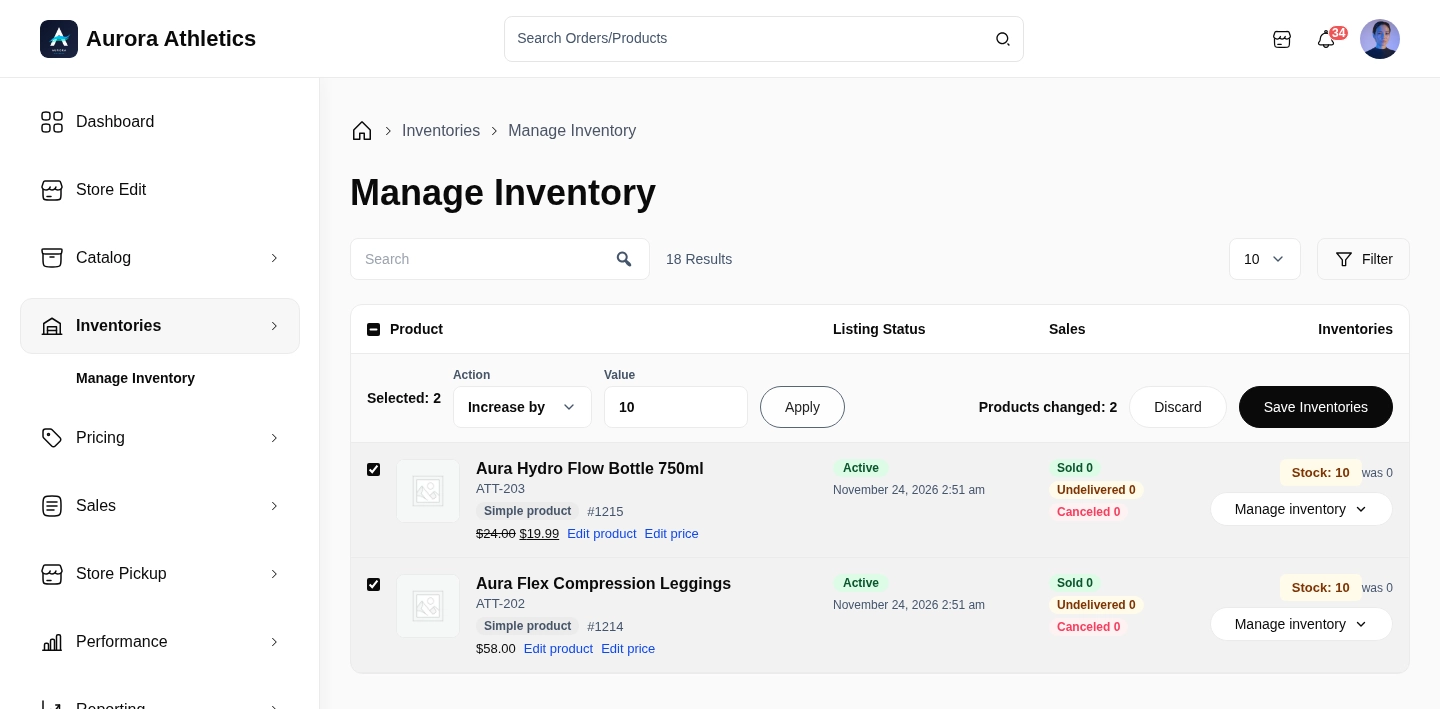 Aurora Athletics
Search Orders/Products
34
Dashboard
Store Edit
Catalog
Inventories
Manage Inventory
Pricing
Sales
Store Pickup
Performance
Reporting
Inventories
Manage Inventory
Manage Inventory
Search
18 Results
10
Filter
Product
Listing Status
Sales
Inventories
Selected: 2
Action
Increase by
Value
10
Apply
Products changed: 2
Discard
Save Inventories
Aura Hydro Flow Bottle 750ml
ATT-203
Simple product #1215
$24.00 $19.99 Edit product Edit price
Active
November 24, 2026 2:51 am
Sold 0
Undelivered 0
Canceled 0
Stock: 10 was 0
Manage inventory
Aura Flex Compression Leggings
ATT-202
Simple product #1214
$58.00 Edit product Edit price
Active
November 24, 2026 2:51 am
Sold 0
Undelivered 0
Canceled 0
Stock: 10 was 0
Manage inventory